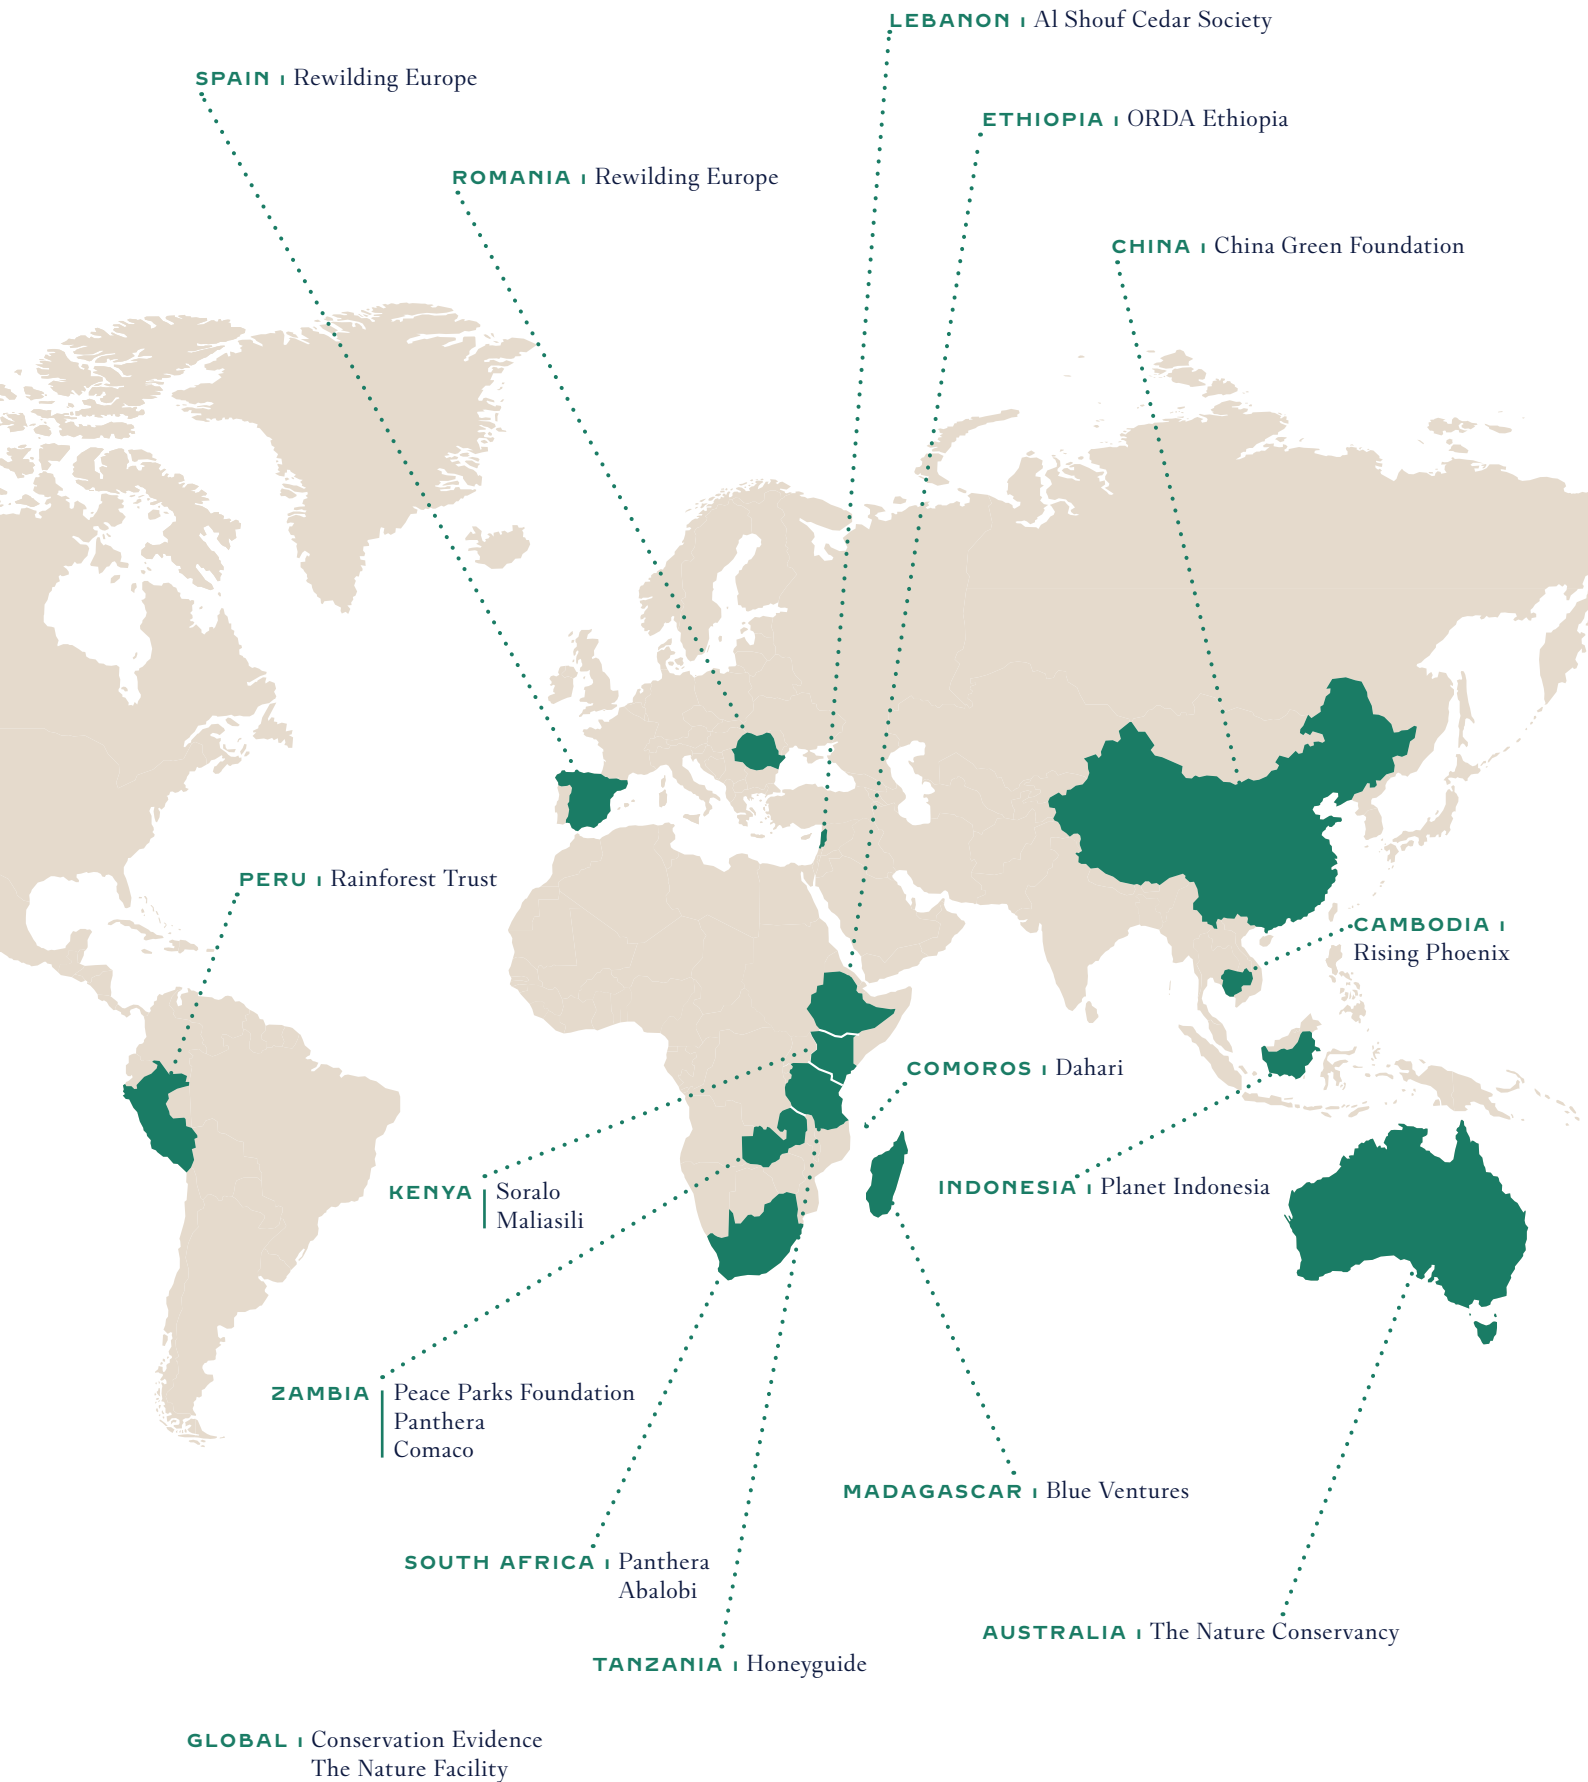 LEBANON | Al Shouf Cedar Society
SPAIN | Rewilding Europe
ETHIOPIA | ORDA Ethiopia
ROMANIA | Rewilding Europe
CHINA | China Green Foundation
PERU | Rainforest Trust
CAMBODIA |
Rising Phoenix
COMOROS | Dahari
INDONESIA | Planet Indonesia
KENYA | Soralo
Maliasili
ZAMBIA | Peace Parks Foundation
Panthera
Comaco
MADAGASCAR | Blue Ventures
SOUTH AFRICA | Panthera
Abalobi
AUSTRALIA | The Nature Conservancy
TANZANIA | Honeyguide
GLOBAL | Conservation Evidence
The Nature Facility